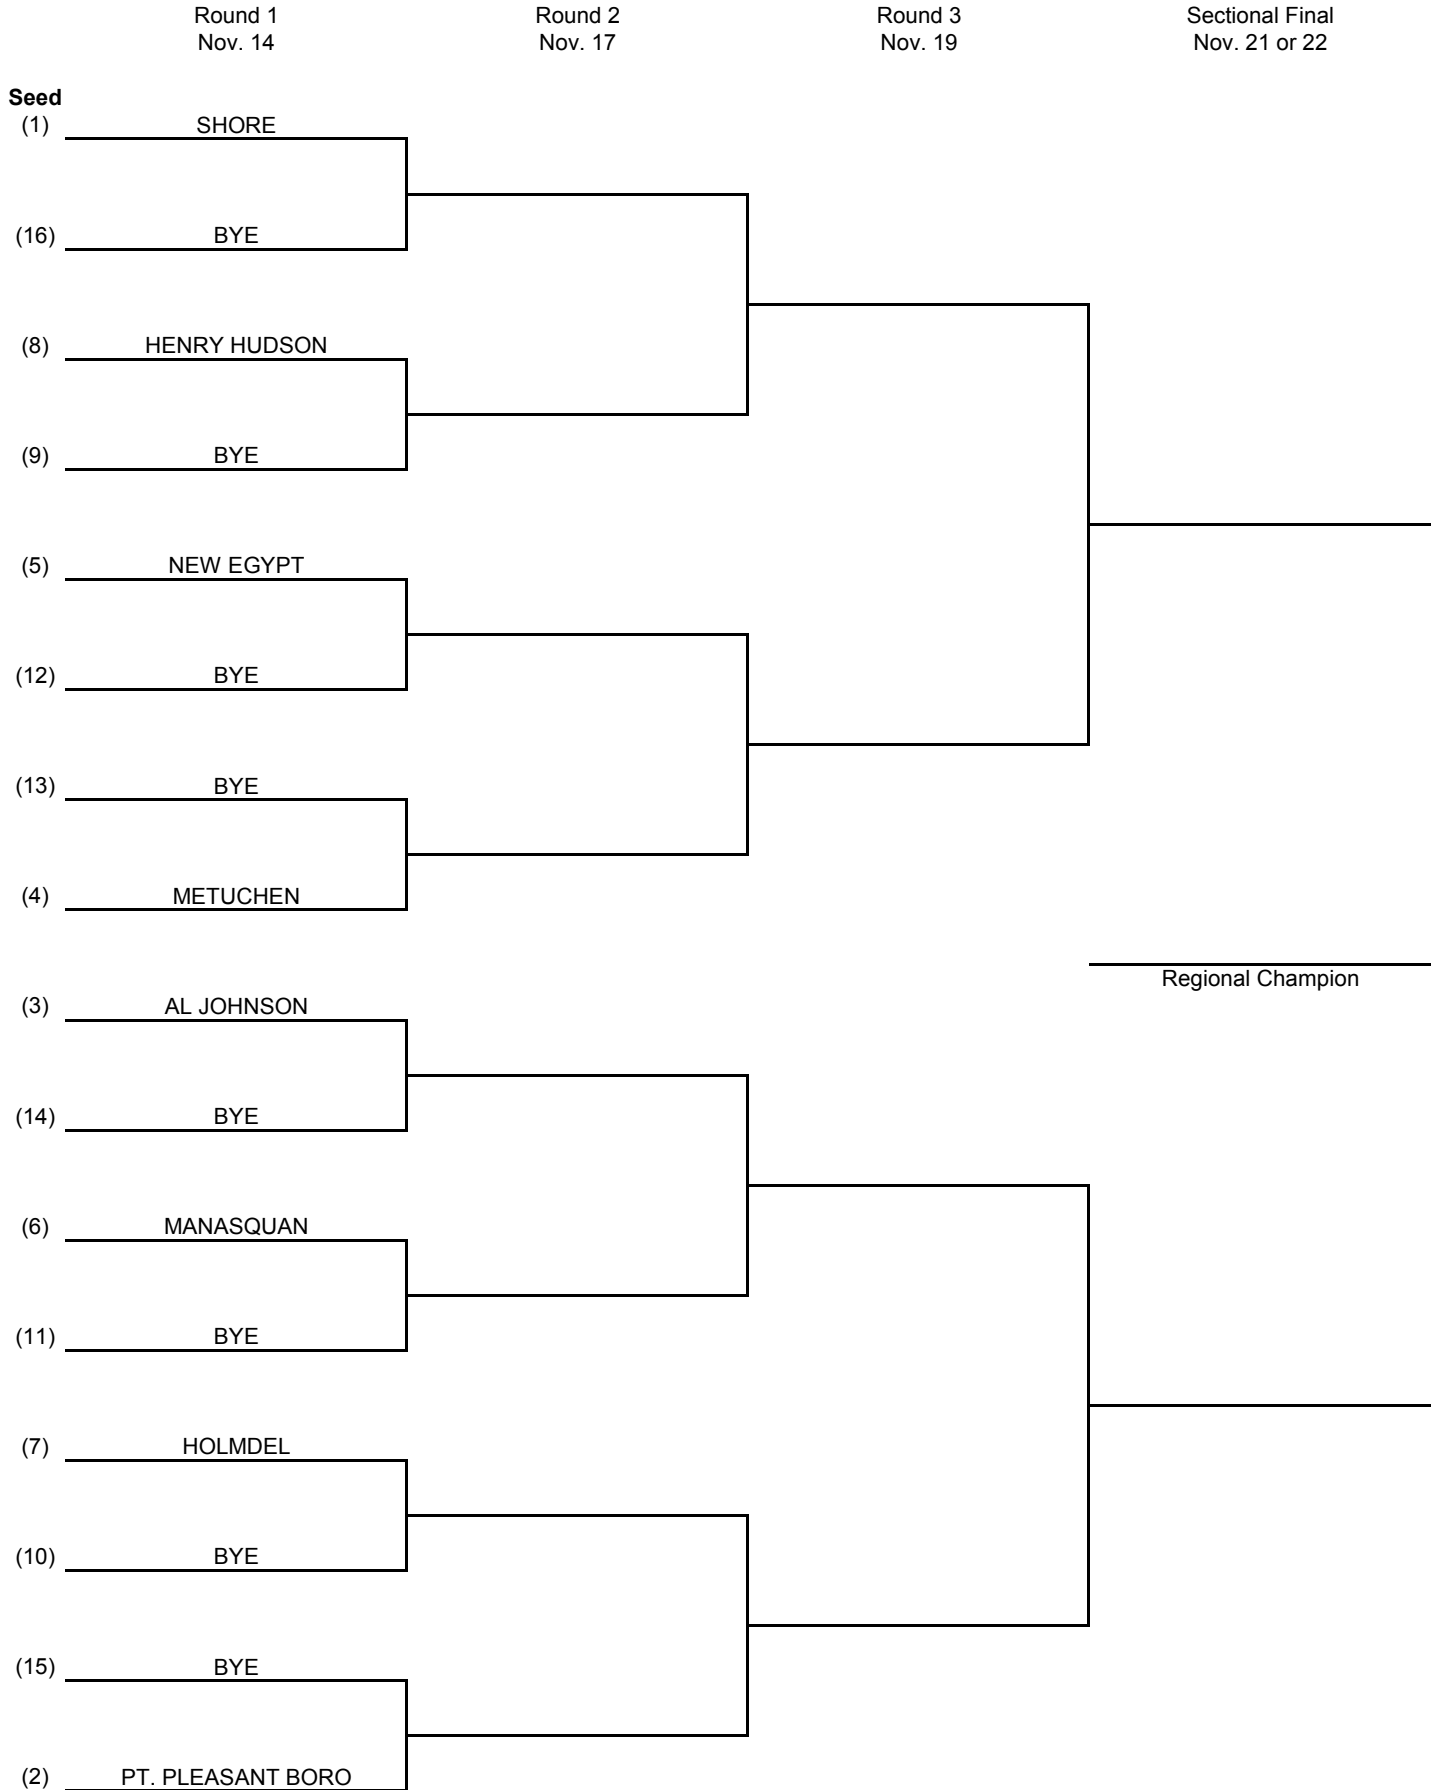 Round 1 Round 2 Round 3 Sectional Final
Nov. 14 Nov. 17 Nov. 19 Nov. 21 or 22
Seed
(1) SHORE
(16) BYE
(8) HENRY HUDSON
(9) BYE
(5) NEW EGYPT
(12) BYE
(13) BYE
(4) METUCHEN
Regional Champion
(3) AL JOHNSON
(14) BYE
(6) MANASQUAN
(11) BYE
(7) HOLMDEL
(10) BYE
(15) BYE
(2) PT. PLEASANT BORO